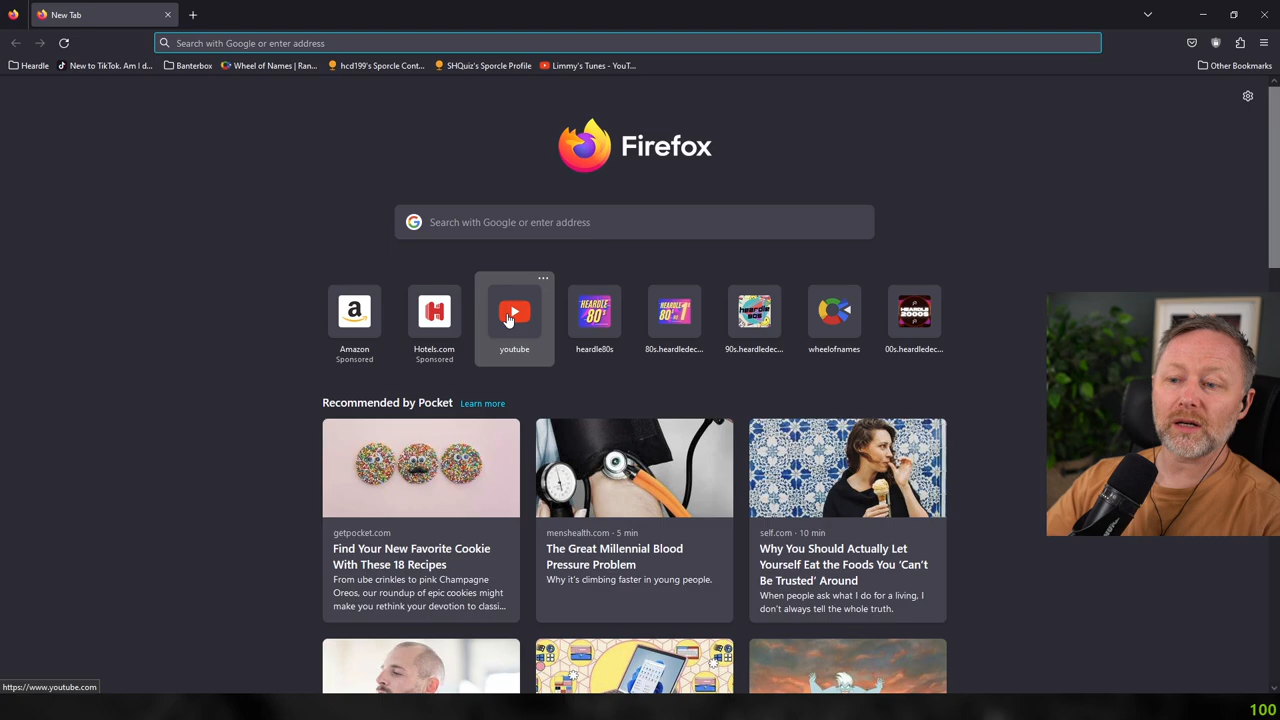 New Tab
Search with Google or enter address
Heardle
New to TikTok. Am I d...
Banterbox
Wheel of Names | Ran...
hcd199's Sporcle Cont...
SHQuiz's Sporcle Profile
Limmy's Tunes - YouT...
Other Bookmarks
Firefox
Search with Google or enter address
Amazon
Sponsored
Hotels.com
Sponsored
youtube
heardle80s
80s.heardledec...
90s.heardledec...
wheelofnames
00s.heardledec...
Recommended by Pocket Learn more
getpocket.com
Find Your New Favorite Cookie
With These 18 Recipes
From ube crinkles to pink Champagne
Oreos, our roundup of epic cookies might
make you rethink your devotion to classi...
menshealth.com · 5 min
The Great Millennial Blood
Pressure Problem
Why it's climbing faster in young people.
self.com · 10 min
Why You Should Actually Let
Yourself Eat the Foods You ‘Can’t
Be Trusted’ Around
When people ask what I do for a living, I
don't always tell the whole truth.
https://www.youtube.com
100